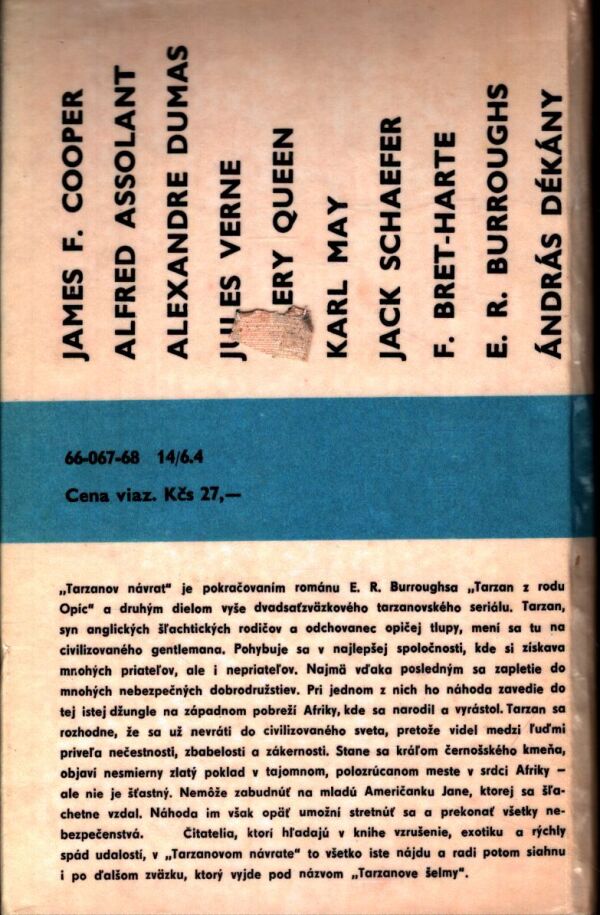 JAMES F. COOPER
ALFRED ASSOLANT
ALEXANDRE DUMAS
JULES VERNE
ERY QUEEN
KARL MAY
JACK SCHAEFER
F. BRET-HARTE
E. R. BURROUGHS
ÁNDRÁS DÉKÁNY
66-067-68 14/6.4
Cena viaz. Kčs 27,—
„Tarzanov návrat" je pokračovaním románu E. R. Burroughsa „Tarzan z rodu
Opíc" a druhým dielom vyše dvadsaťzväzkového tarzanovského seriálu. Tarzan,
syn anglických šľachtických rodičov a odchovanec opičej tlupy, mení sa tu na
civilizovaného gentlemana. Pohybuje sa v najlepšej spoločnosti, kde si získava
mnohých priateľov, ale i nepriateľov. Najmä vďaka posledným sa zapletie do
mnohých nebezpečných dobrodružstiev. Pri jednom z nich ho náhoda zavedie do
tej istej džungle na západnom pobreží Afriky, kde sa narodil a vyrástol. Tarzan sa
rozhodne, že sa už nevráti do civilizovaného sveta, pretože videl medzi ľuďmi
priveľa nečestnosti, zbabelosti a zákernosti. Stane sa kráľom černošského kmeňa,
objaví nesmierny zlatý poklad v tajomnom, polozrúcanom meste v srdci Afriky –
ale nie je šťastný. Nemôže zabudnúť na mladú Američanku Jane, ktorej sa šľa-
chetne vzdal. Náhoda im však opäť umožní stretnúť sa a prekonať všetky ne-
bezpečenstvá. Čitatelia, ktorí hľadajú v knihe vzrušenie, exotiku a rýchly
spád udalostí, v „Tarzanovom návrate" to všetko iste nájdu a radi potom siahnu
i po ďalšom zväzku, ktorý vyjde pod názvom „Tarzanove šelmy".